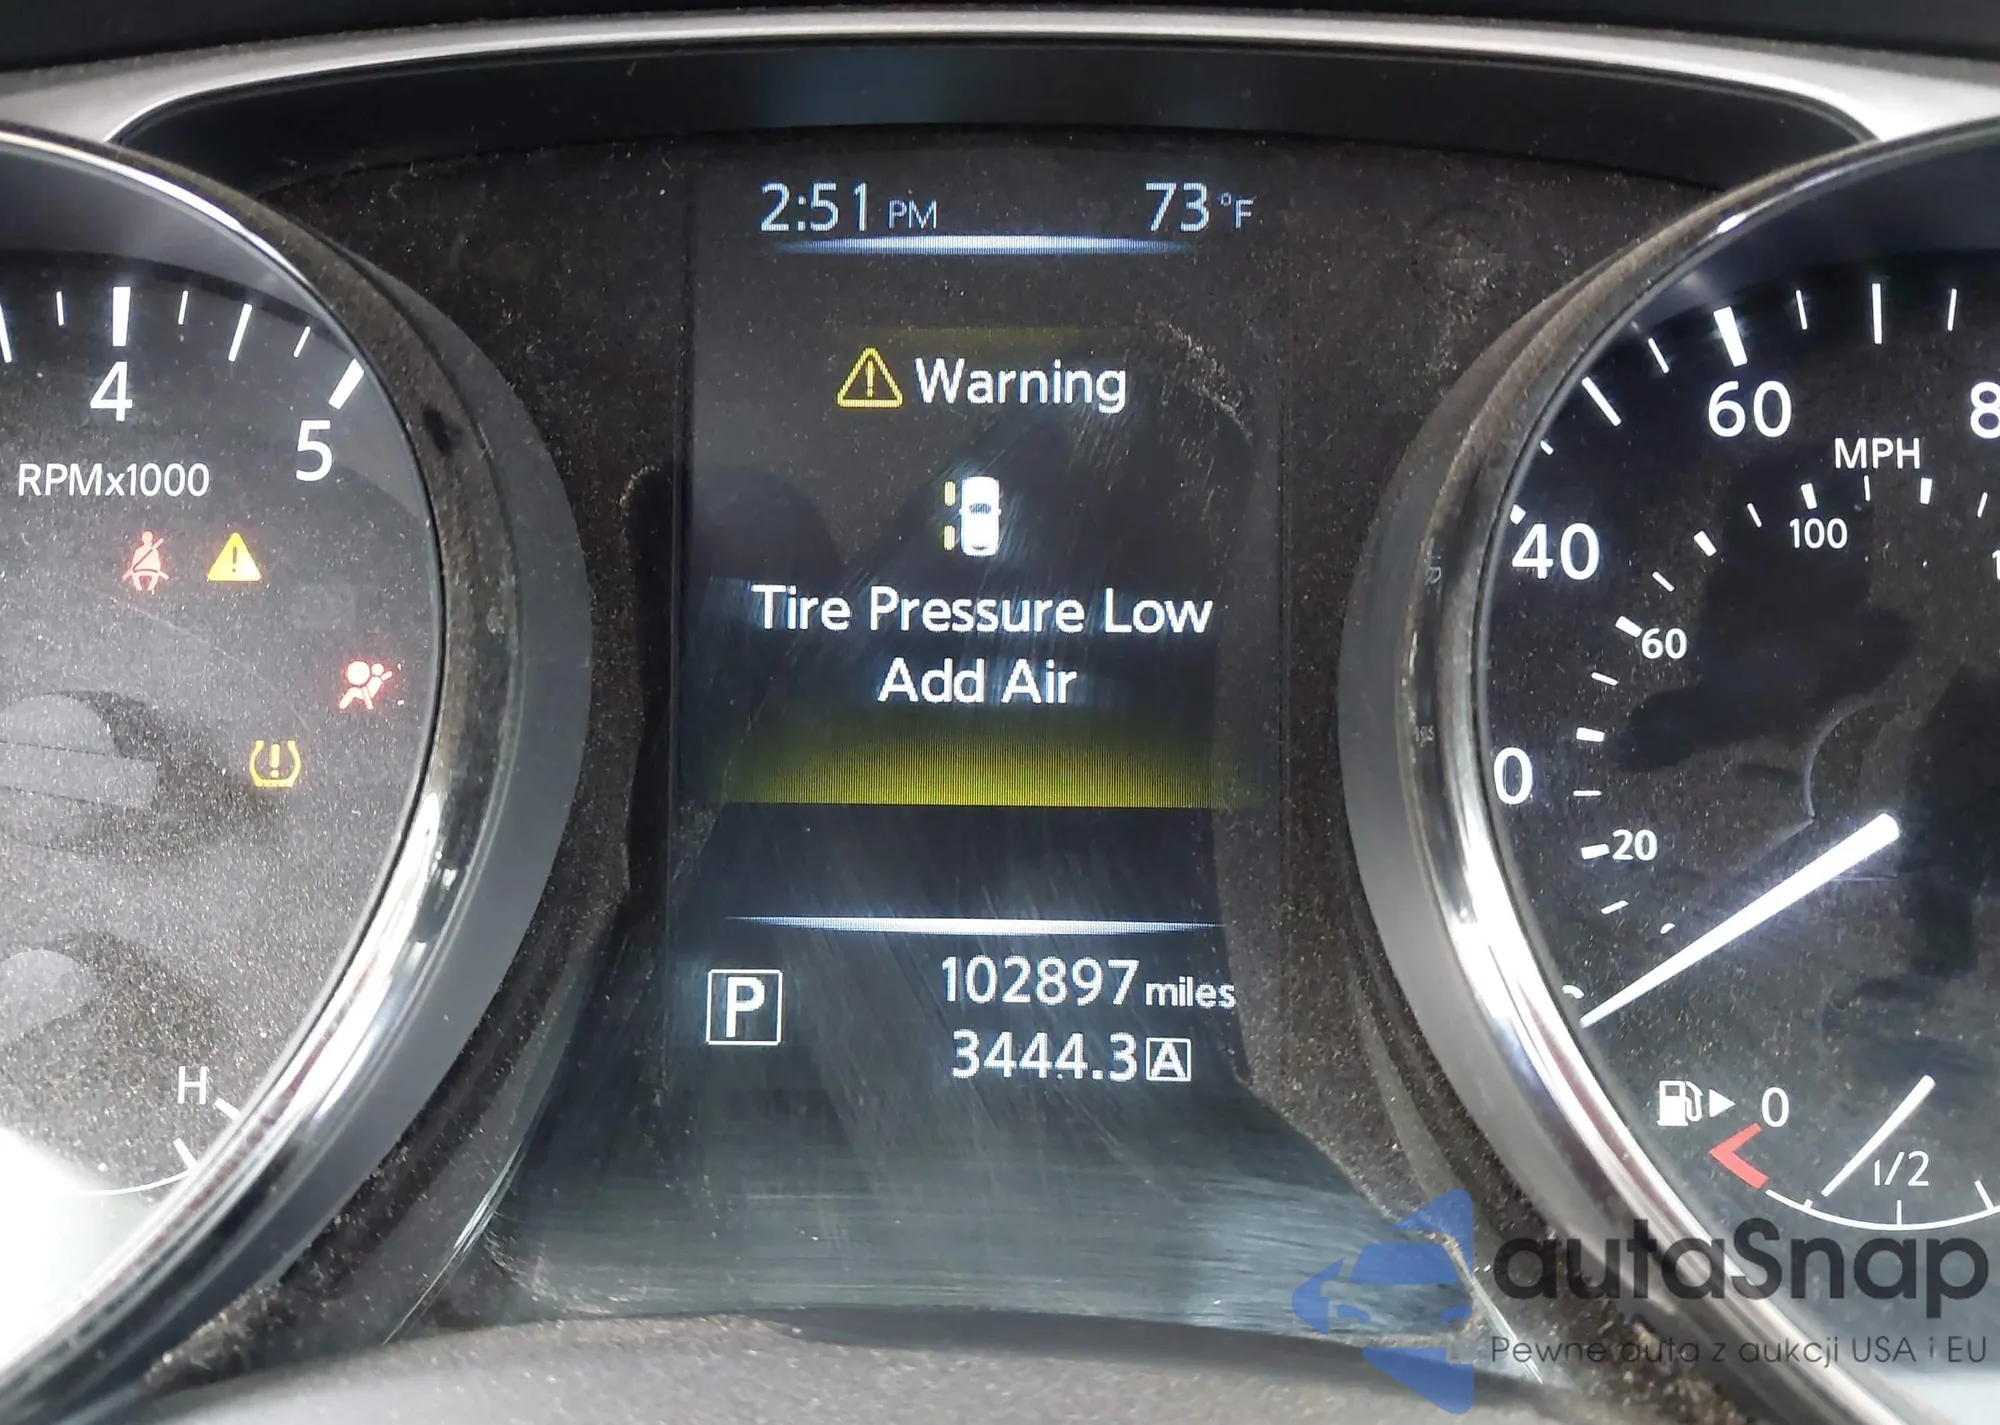 2:51 PM 73 °F
Warning
Tire Pressure Low
Add Air
P
102897 miles
3444.3 A
4
5
RPMx1000
H
60
8
MPH
40
100
60
0
20
0
1/2
autaSnap
Pewne auta z aukcji USA i EU